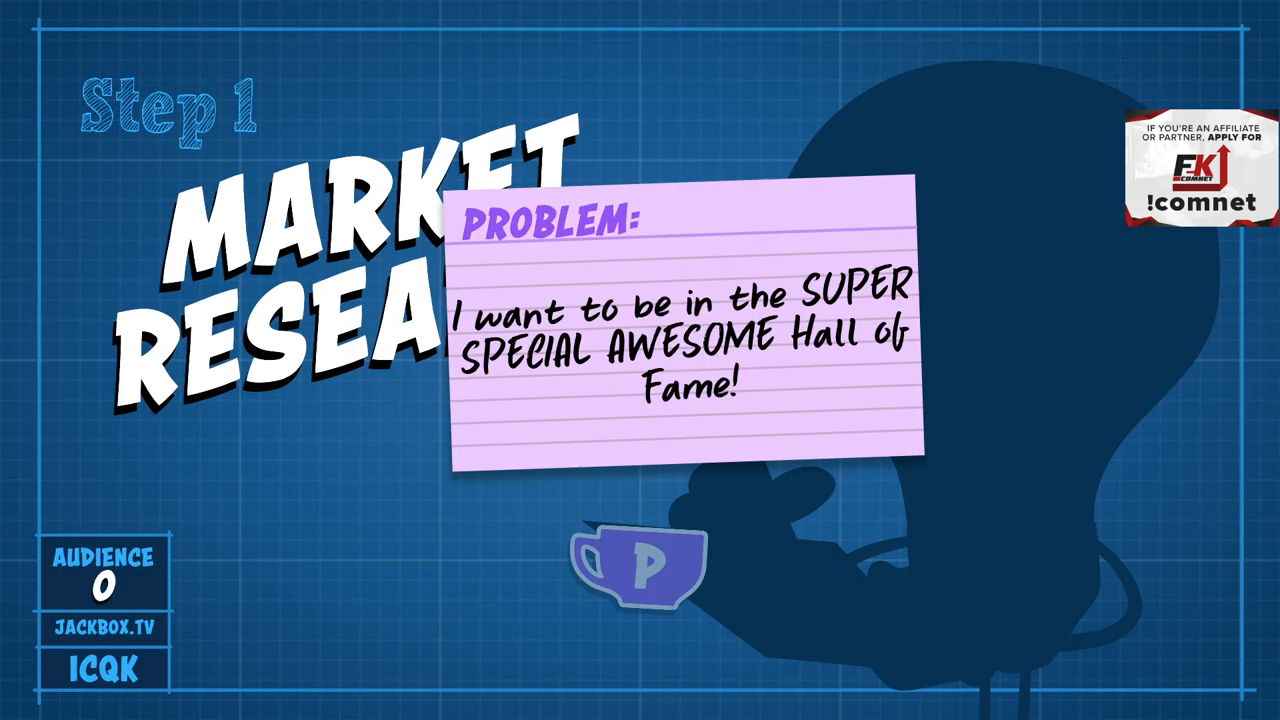 Step 1
MARKET
RESEA
PROBLEM:
I want to be in the SUPER
SPECIAL AWESOME Hall of
Fame!
IF YOU'RE AN AFFILIATE
OR PARTNER, APPLY FOR
COMNET
!comnet
P
AUDIENCE
0
JACKBOX.TV
ICQK